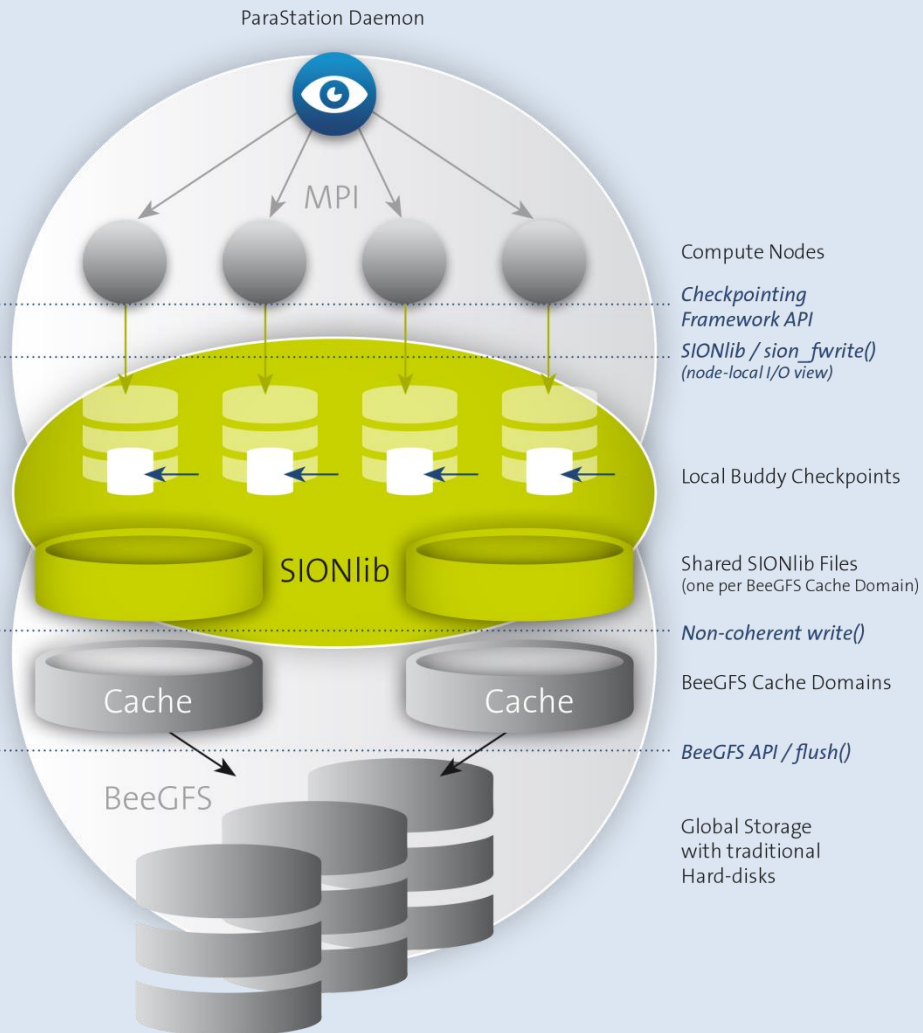 ParaStation Daemon
MPI
Compute Nodes
Checkpointing
Framework API
SIONlib / sion_fwrite()
(node-local I/O view)
Local Buddy Checkpoints
SIONlib
Shared SIONlib Files
(one per BeeGFS Cache Domain)
Non-coherent write()
Cache
Cache
BeeGFS Cache Domains
BeeGFS API / flush()
BeeGFS
Global Storage
with traditional
Hard-disks